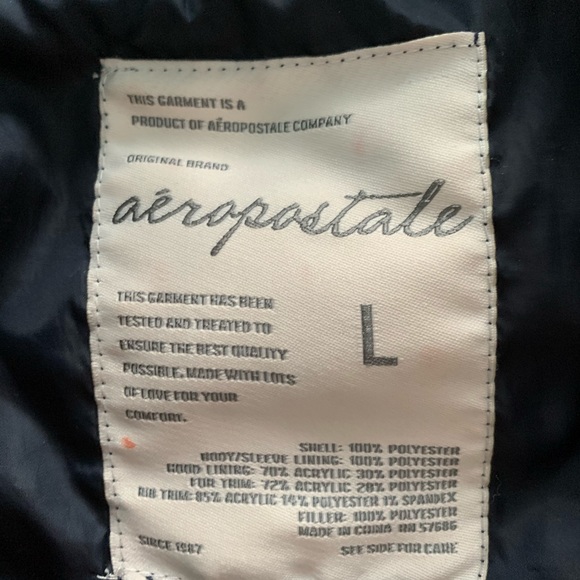 THIS GARMENT IS A
PRODUCT OF AÉROPOSTALE COMPANY
ORIGINAL BRAND
aéropostale
THIS GARMENT HAS BEEN
TESTED AND TREATED TO
ENSURE THE BEST QUALITY
POSSIBLE. MADE WITH LOTS
OF LOVE FOR YOUR
COMFORT.
L
SHELL: 100% POLYESTER
BODY/SLEEVE LINING: 100% POLYESTER
HOOD LINING: 70% ACRYLIC 30% POLYESTER
FUR TRIM: 72% ACRYLIC 28% POLYESTER
RIB TRIM: 85% ACRYLIC 14% POLYESTER 1% SPANDEX
FILLER: 100% POLYESTER
MADE IN CHINA RN 57686
SINCE 1987
SEE SIDE FOR CARE